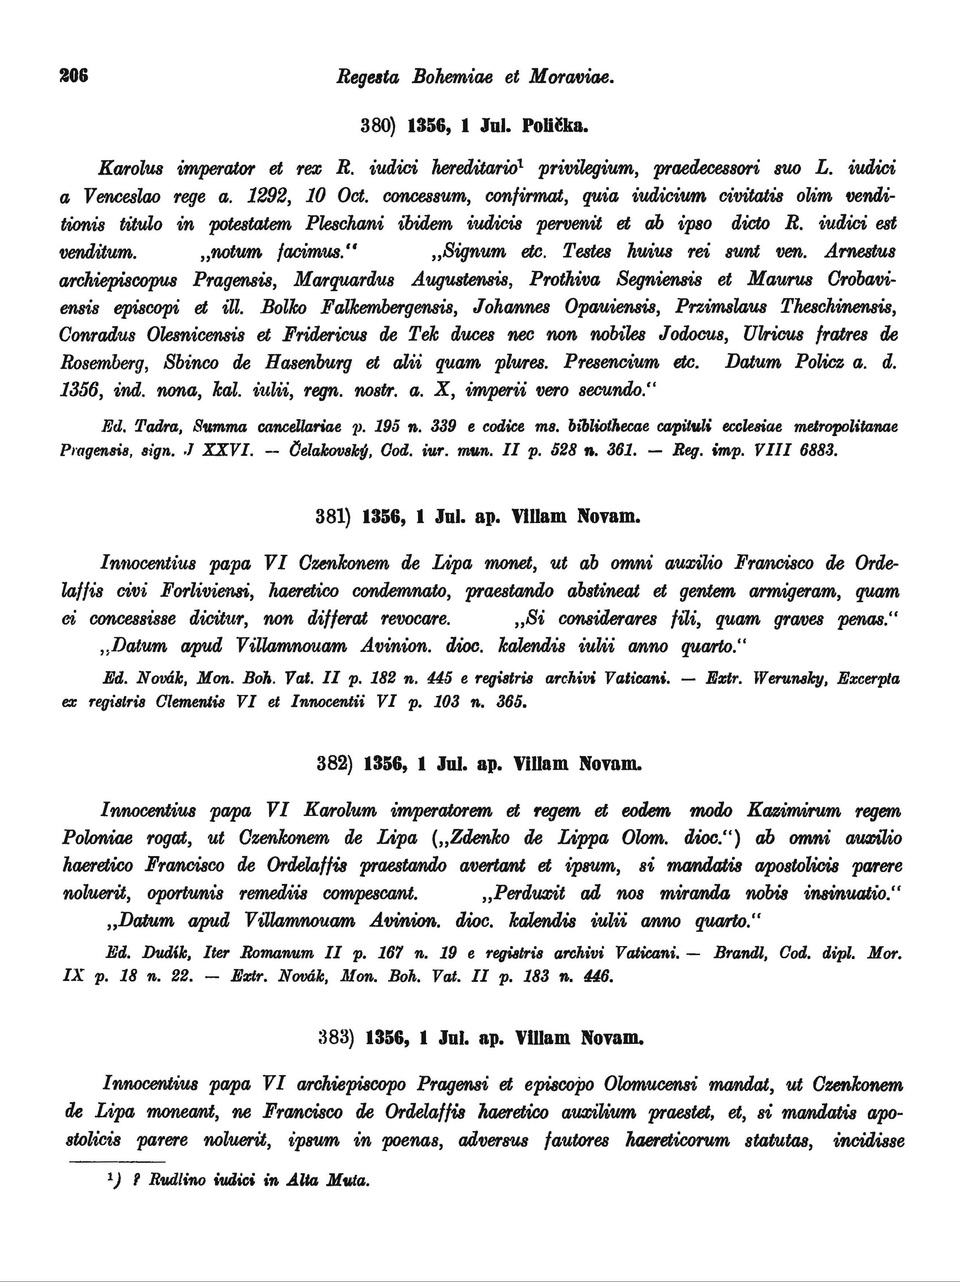 206 Regesta Bohemiae et Moraviae.
380) 1356, 1 Jul. Polička.
Karolus imperator et rex R. iudici hereditario¹ privilegium, praedecessori suo L. iudici
a Venceslao rege a. 1292, 10 Oct. concessum, confirmat, quia iudicium civitatis olim vendi-
tionis titulo in potestatem Pleschani ibidem iudicis pervenit et ab ipso dicto R. iudici est
venditum. „notum facimus.“ „Signum etc. Testes huius rei sunt ven. Arnestus
archiepiscopus Pragensis, Marquardus Augustensis, Prothiva Segniensis et Maurus Crobavi-
ensis episcopi et ill. Bolko Falkembergensis, Johannes Opauiensis, Przimslaus Theschinensis,
Conradus Olesnicensis et Fridericus de Tek duces nec non nobiles Jodocus, Ulricus fratres de
Rosemberg, Sbinco de Hasenburg et alii quam plures. Presencium etc. Datum Policz a. d.
1356, ind. nona, kal. iulii, regn. nostr. a. X, imperii vero secundo.“
Ed. Tadra, Summa cancellariae p. 195 n. 339 e codice ms. bibliothecae capituli ecclesiae metropolitanae
Pragensis, sign. J XXVI. — Čelakovský, Cod. iur. mun. II p. 528 n. 361. — Reg. imp. VIII 6883.
381) 1356, 1 Jul. ap. Villam Novam.
Innocentius papa VI Czenkonem de Lipa monet, ut ab omni auxilio Francisco de Orde-
laffis civi Forliviensi, haeretico condemnato, praestando abstineat et gentem armigeram, quam
ei concessisse dicitur, non differat revocare. „Si considerares fili, quam graves penas.“
„Datum apud Villamnouam Avinion. dioc. kalendis iulii anno quarto.“
Ed. Novák, Mon. Boh. Vat. II p. 182 n. 445 e registris archivi Vaticani. — Extr. Werunsky, Excerpta
ex registris Clementis VI et Innocentii VI p. 103 n. 365.
382) 1356, 1 Jul. ap. Villam Novam.
Innocentius papa VI Karolum imperatorem et regem et eodem modo Kazimirum regem
Poloniae rogat, ut Czenkonem de Lipa („Zdenko de Lippa Olom. dioc.“) ab omni auxilio
haeretico Francisco de Ordelaffis praestando avertant et ipsum, si mandatis apostolicis parere
noluerit, oportunis remediis compescant. „Perduxit ad nos miranda nobis insinuatio.“
„Datum apud Villamnouam Avinion. dioc. kalendis iulii anno quarto.“
Ed. Dudík, Iter Romanum II p. 167 n. 19 e registris archivi Vaticani. — Brandl, Cod. dipl. Mor.
IX p. 18 n. 22. — Extr. Novák, Mon. Boh. Vat. II p. 183 n. 446.
383) 1356, 1 Jul. ap. Villam Novam.
Innocentius papa VI archiepiscopo Pragensi et episcopo Olomucensi mandat, ut Czenkonem
de Lipa moneant, ne Francisco de Ordelaffis haeretico auxilium praestet, et, si mandatis apo-
stolicis parere noluerit, ipsum in poenas, adversus fautores haereticorum statutas, incidisse
¹) ? Rudlino iudici in Alta Muta.